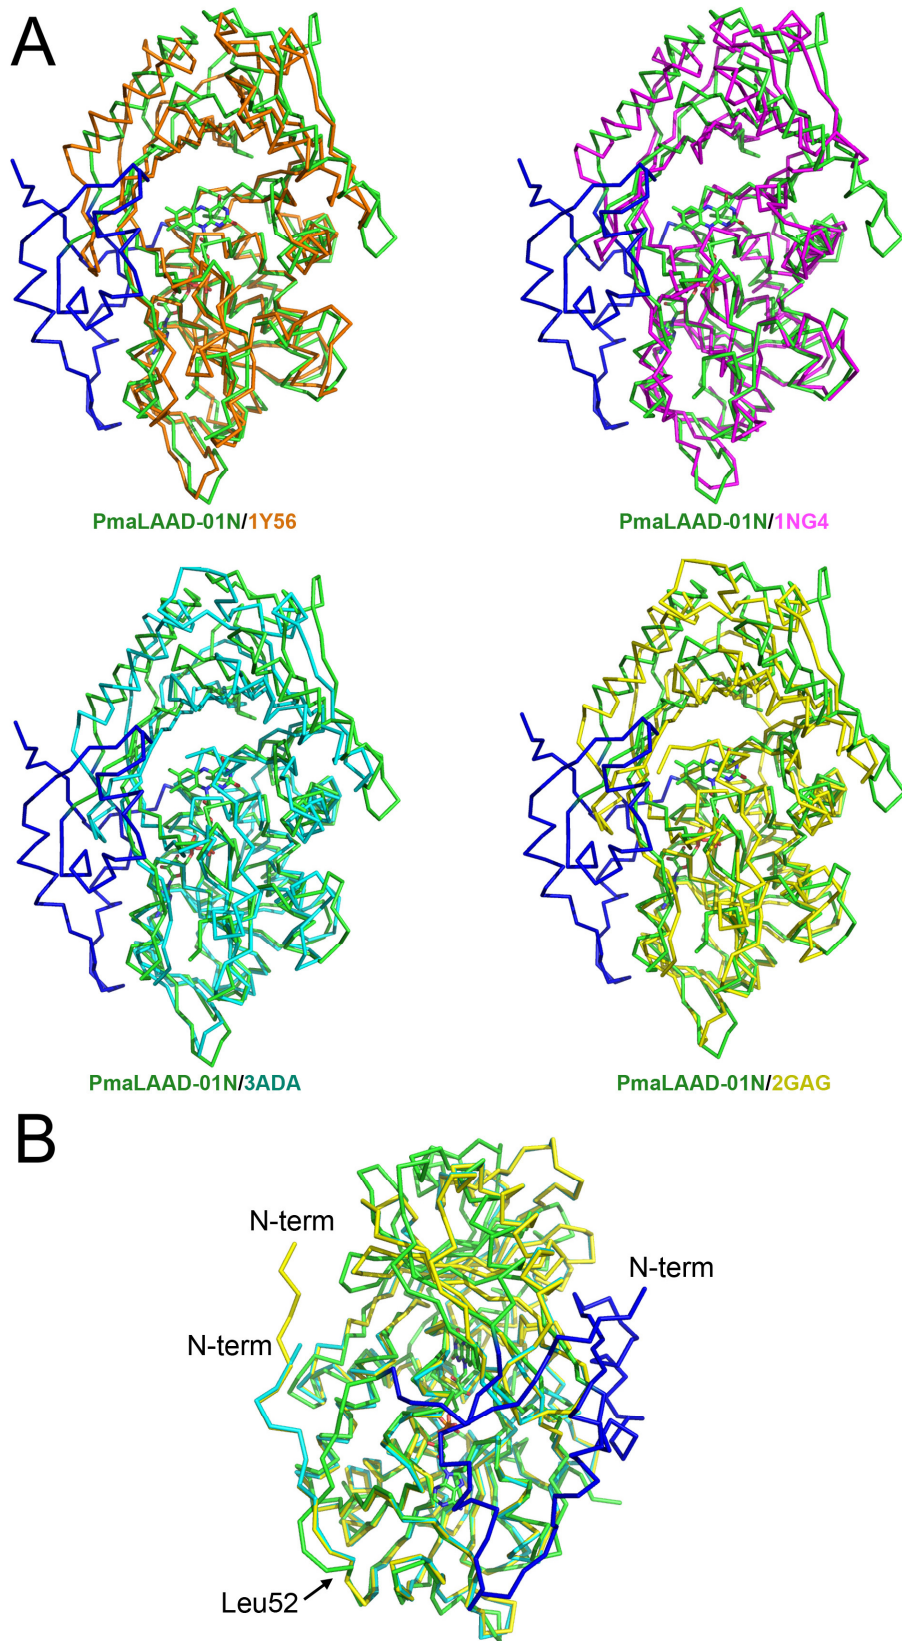 A
PmaLAAD-01N/1Y56
PmaLAAD-01N/1NG4
PmaLAAD-01N/3ADA
PmaLAAD-01N/2GAG
B
N-term
N-term
N-term
Leu52